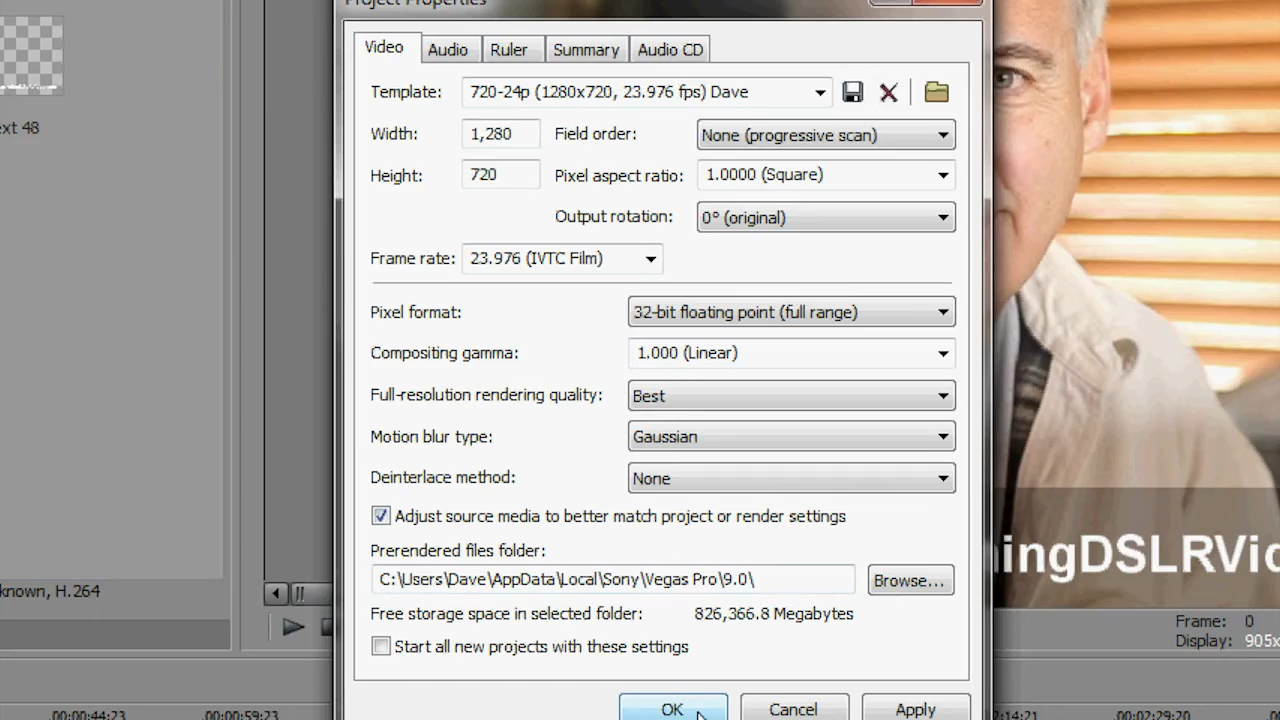 Project Properties
Video Audio Ruler Summary Audio CD
Template: 720-24p (1280x720, 23.976 fps) Dave
Width: 1,280 Field order: None (progressive scan)
Height: 720 Pixel aspect ratio: 1.0000 (Square)
Output rotation: 0° (original)
Frame rate: 23.976 (IVTC Film)
Pixel format: 32-bit floating point (full range)
Compositing gamma: 1.000 (Linear)
Full-resolution rendering quality: Best
Motion blur type: Gaussian
Deinterlace method: None
Adjust source media to better match project or render settings
Prerendered files folder:
C:\Users\Dave\AppData\Local\Sony\Vegas Pro\9.0\ Browse...
Free storage space in selected folder: 826,366.8 Megabytes
Start all new projects with these settings
OK Cancel Apply
ext 48
nknown, H.264
ningDSLRVid
Frame: 0
Display: 905x
00:00:44:23 00:00:59:23 2:14:21 00:02:29:20